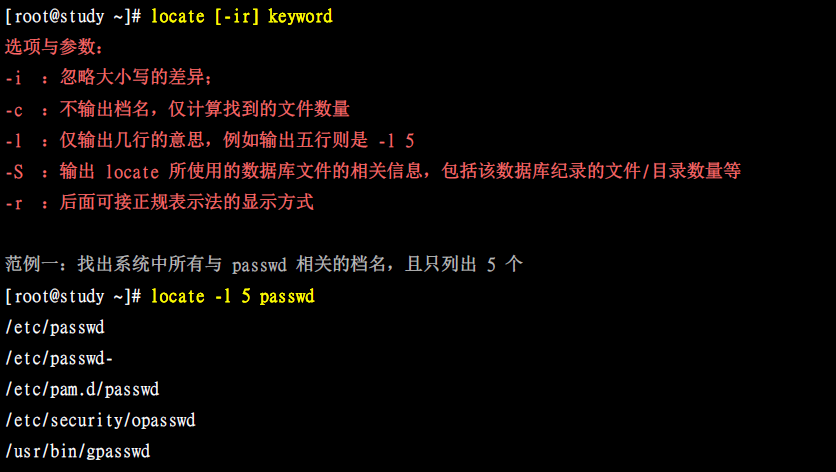 [root@study ~]# locate [-ir] keyword
选项与参数：
-i ：忽略大小写的差异；
-c ：不输出档名，仅计算找到的文件数量
-l ：仅输出几行的意思，例如输出五行则是 -l 5
-S ：输出 locate 所使用的数据库文件的相关信息，包括该数据库纪录的文件/目录数量等
-r ：后面可接正规表示法的显示方式
范例一：找出系统中所有与 passwd 相关的档名，且只列出 5 个
[root@study ~]# locate -l 5 passwd
/etc/passwd
/etc/passwd-
/etc/pam.d/passwd
/etc/security/opasswd
/usr/bin/gpasswd